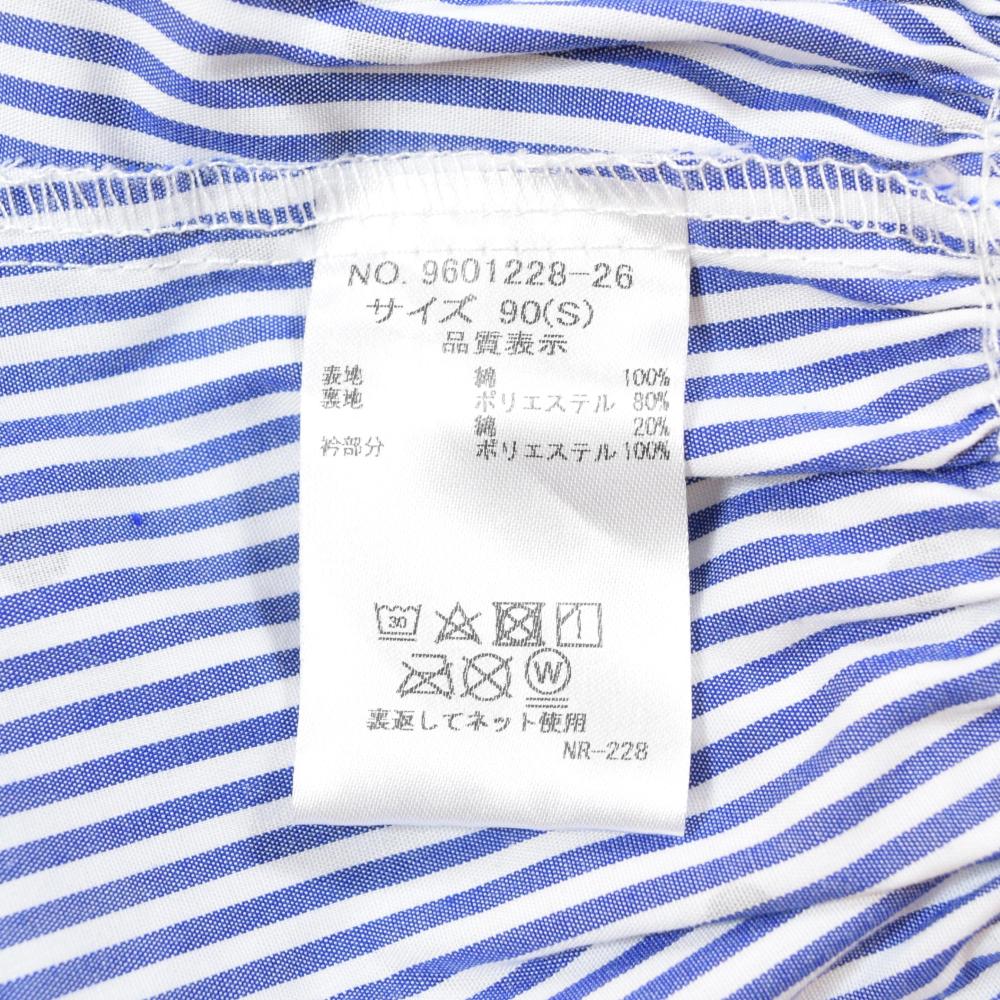 NO. 9601228-26
サイズ 90(S)
品質表示
表地 綿 100%
裏地 ポリエステル 80%
綿 20%
衿部分 ポリエステル 100%
30
W
裏返してネット使用
NR-228